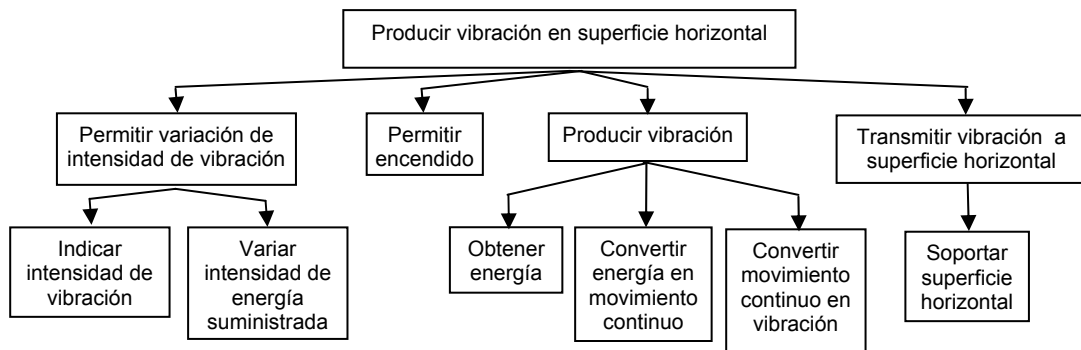 Producir vibración en superficie horizontal
Permitir variación de
intensidad de vibración
Permitir
encendido
Producir vibración
Transmitir vibración a
superficie horizontal
Indicar
intensidad de
vibración
Variar
intensidad de
energía
suministrada
Obtener
energía
Convertir
energía en
movimiento
continuo
Convertir
movimiento
continuo en
vibración
Soportar
superficie
horizontal